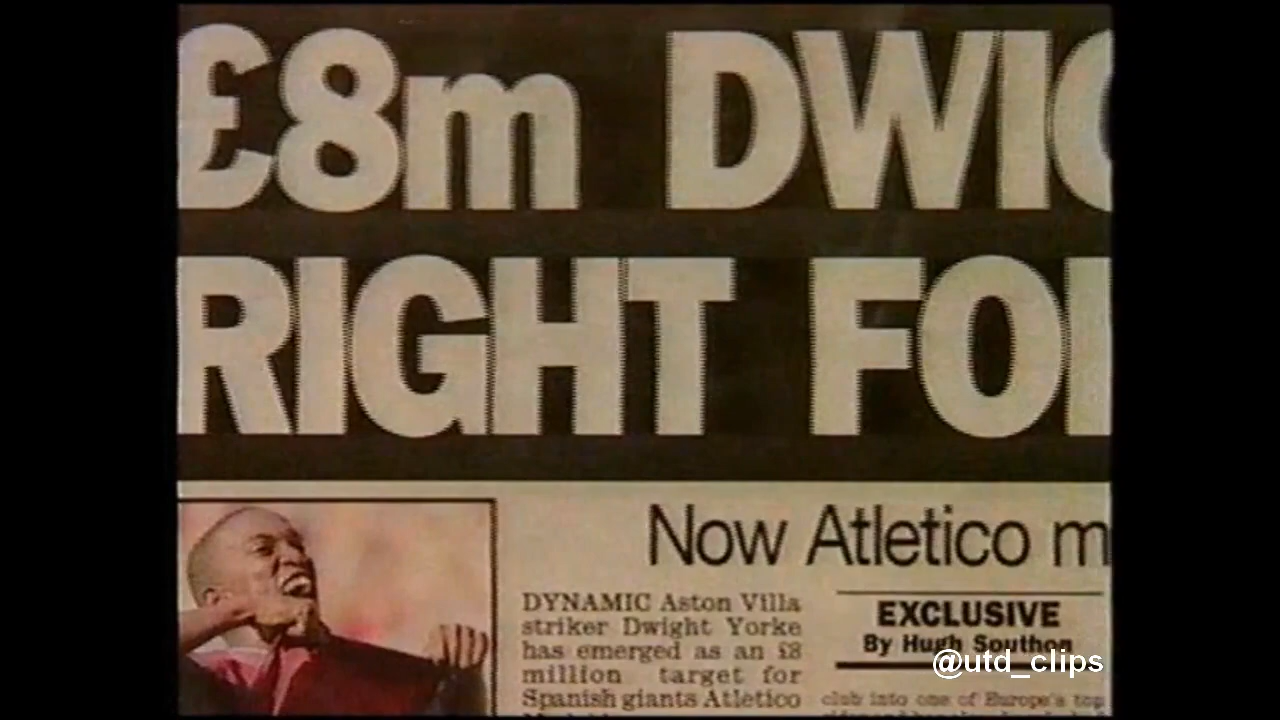 £8m DWIG
RIGHT FO
Now Atletico m
DYNAMIC Aston Villa
striker Dwight Yorke
has emerged as an £8
million target for
Spanish giants Atletico
EXCLUSIVE
By Hugh Southon
club into one of Europe's top
@utd_clips